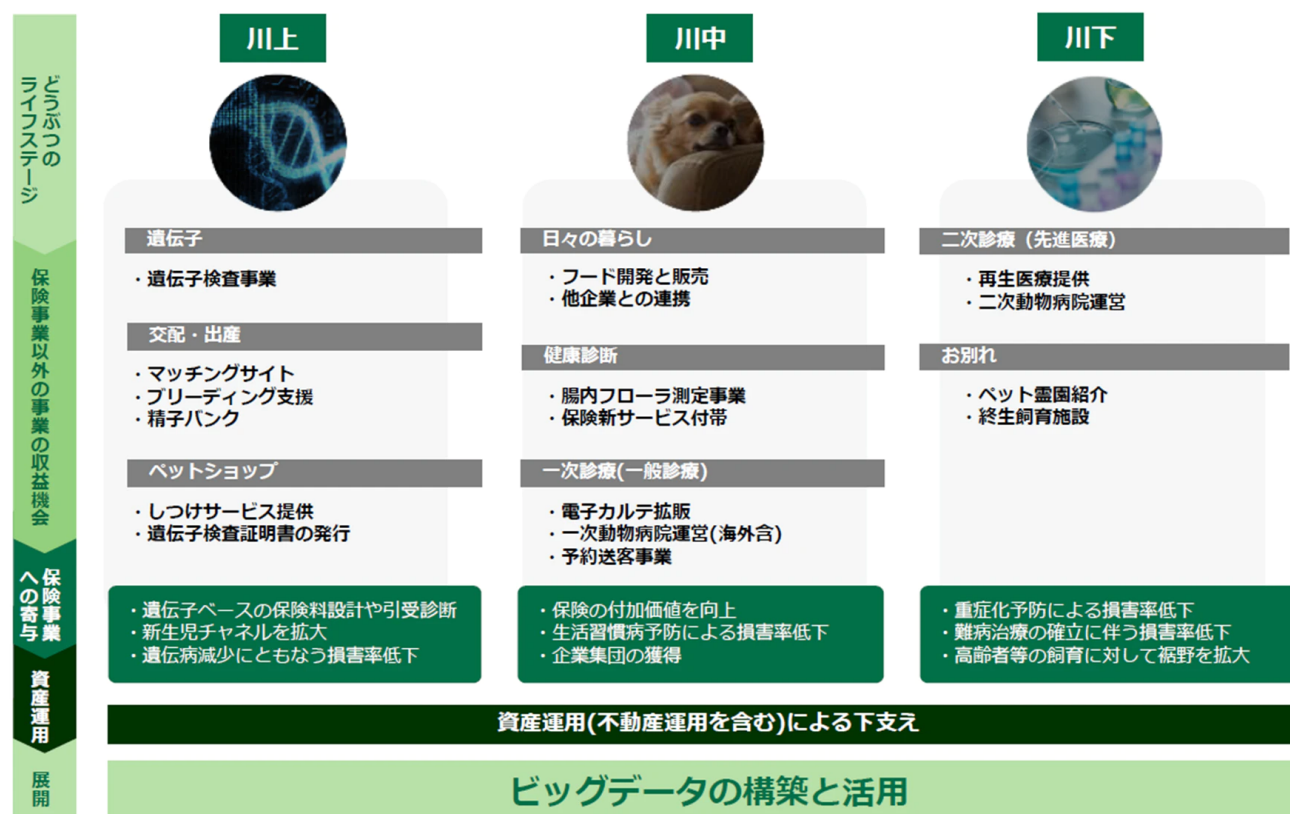 川上
川中
川下
どうぶつの
ライフステージ
遺伝子
・遺伝子検査事業
交配・出産
・マッチングサイト
・ブリーディング支援
・精子バンク
ペットショップ
・しつけサービス提供
・遺伝子検査証明書の発行
日々の暮らし
・フード開発と販売
・他企業との連携
健康診断
・腸内フローラ測定事業
・保険新サービス付帯
一次診療(一般診療)
・電子カルテ拡販
・一次動物病院運営(海外含)
・予約送客事業
二次診療（先進医療）
・再生医療提供
・二次動物病院運営
お別れ
・ペット霊園紹介
・終生飼育施設
保険事業以外の事業の収益機会
保険事業
への寄与
・遺伝子ベースの保険料設計や引受診断
・新生児チャネルを拡大
・遺伝病減少にともなう損害率低下
・保険の付加価値を向上
・生活習慣病予防による損害率低下
・企業集団の獲得
・重症化予防による損害率低下
・難病治療の確立に伴う損害率低下
・高齢者等の飼育に対して裾野を拡大
資産運用
資産運用(不動産運用を含む)による下支え
展開
ビッグデータの構築と活用